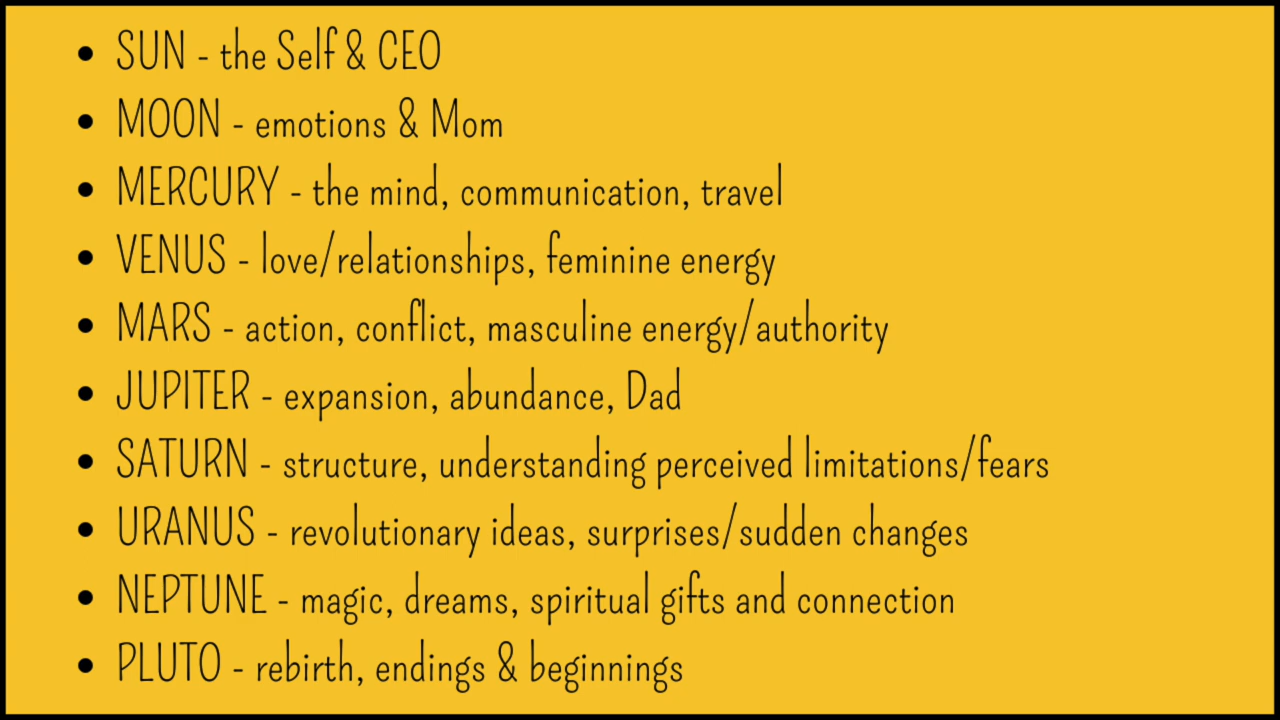 • SUN - the Self & CEO
• MOON - emotions & Mom
• MERCURY - the mind, communication, travel
• VENUS - love/relationships, feminine energy
• MARS - action, conflict, masculine energy/authority
• JUPITER - expansion, abundance, Dad
• SATURN - structure, understanding perceived limitations/fears
• URANUS - revolutionary ideas, surprises/sudden changes
• NEPTUNE - magic, dreams, spiritual gifts and connection
• PLUTO - rebirth, endings & beginnings